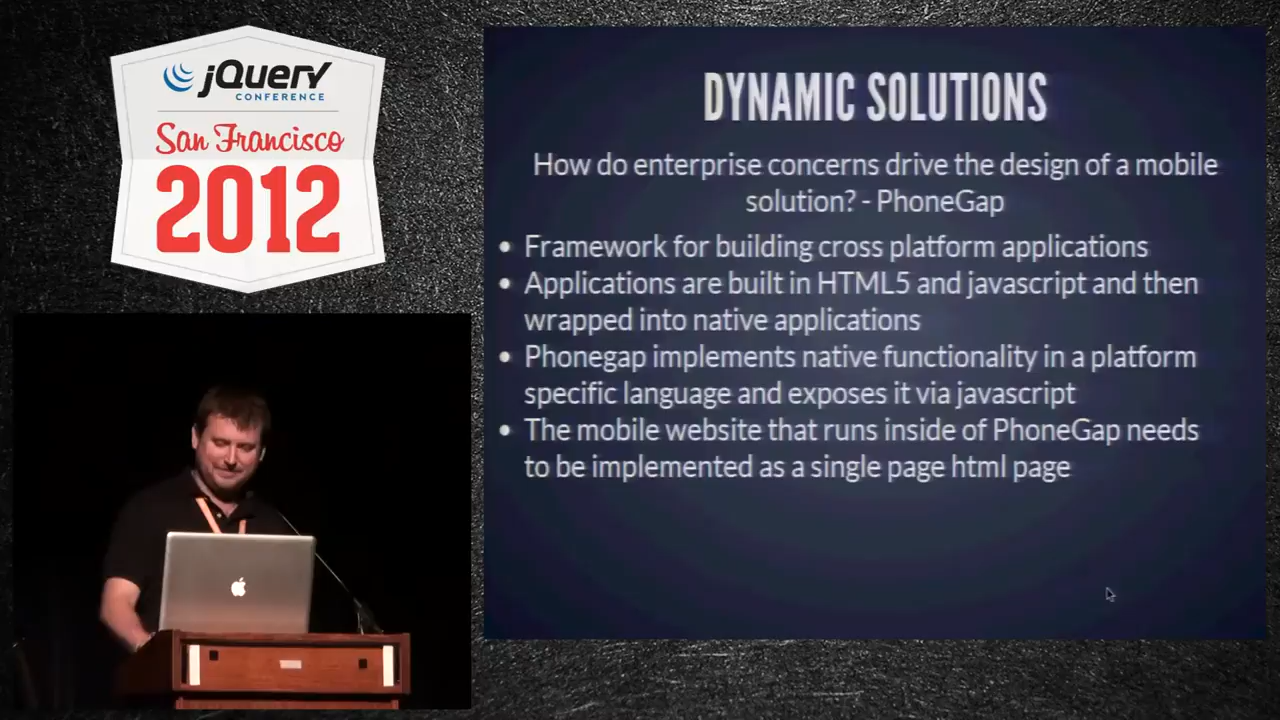 jQuery
CONFERENCE
San Francisco
2012
DYNAMIC SOLUTIONS
How do enterprise concerns drive the design of a mobile
solution? - PhoneGap
• Framework for building cross platform applications
• Applications are built in HTML5 and javascript and then
wrapped into native applications
• Phonegap implements native functionality in a platform
specific language and exposes it via javascript
• The mobile website that runs inside of PhoneGap needs
to be implemented as a single page html page